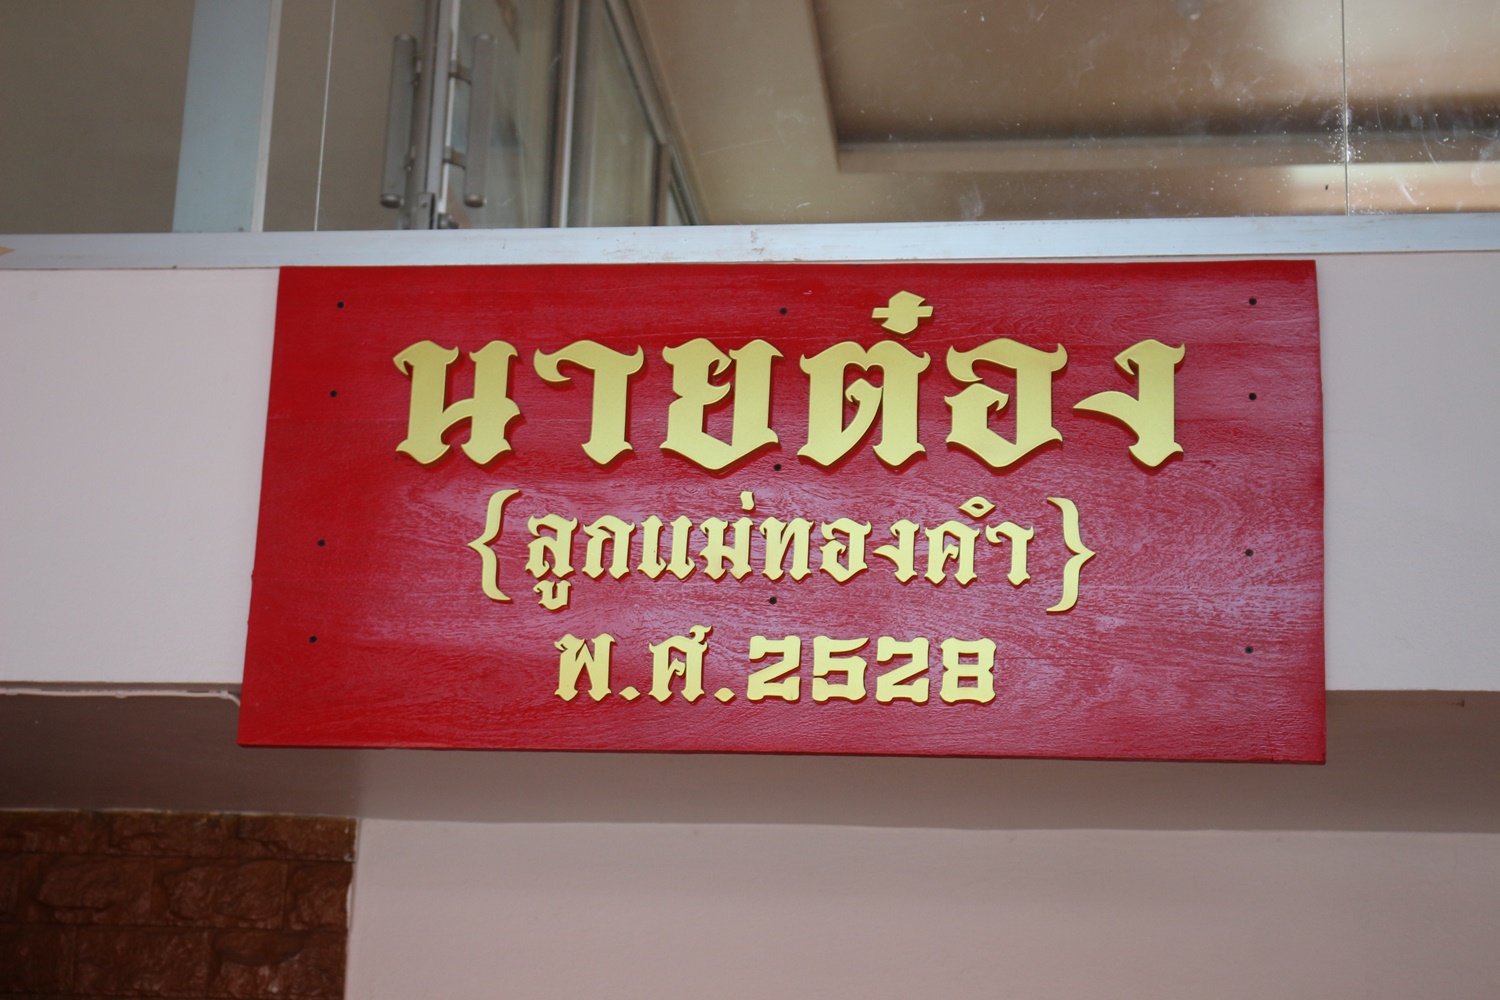 นายต๋อง
{ลูกแม่ทองคำ}
พ.ศ.2528